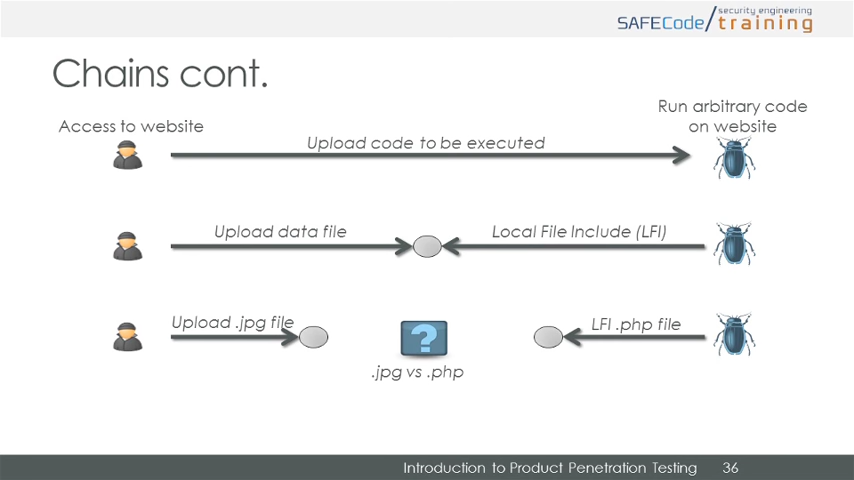 security engineering
SAFECode/training
Chains cont.
Access to website
Run arbitrary code
on website
Upload code to be executed
Upload data file
Local File Include (LFI)
Upload .jpg file
?
LFI .php file
.jpg vs .php
Introduction to Product Penetration Testing 36